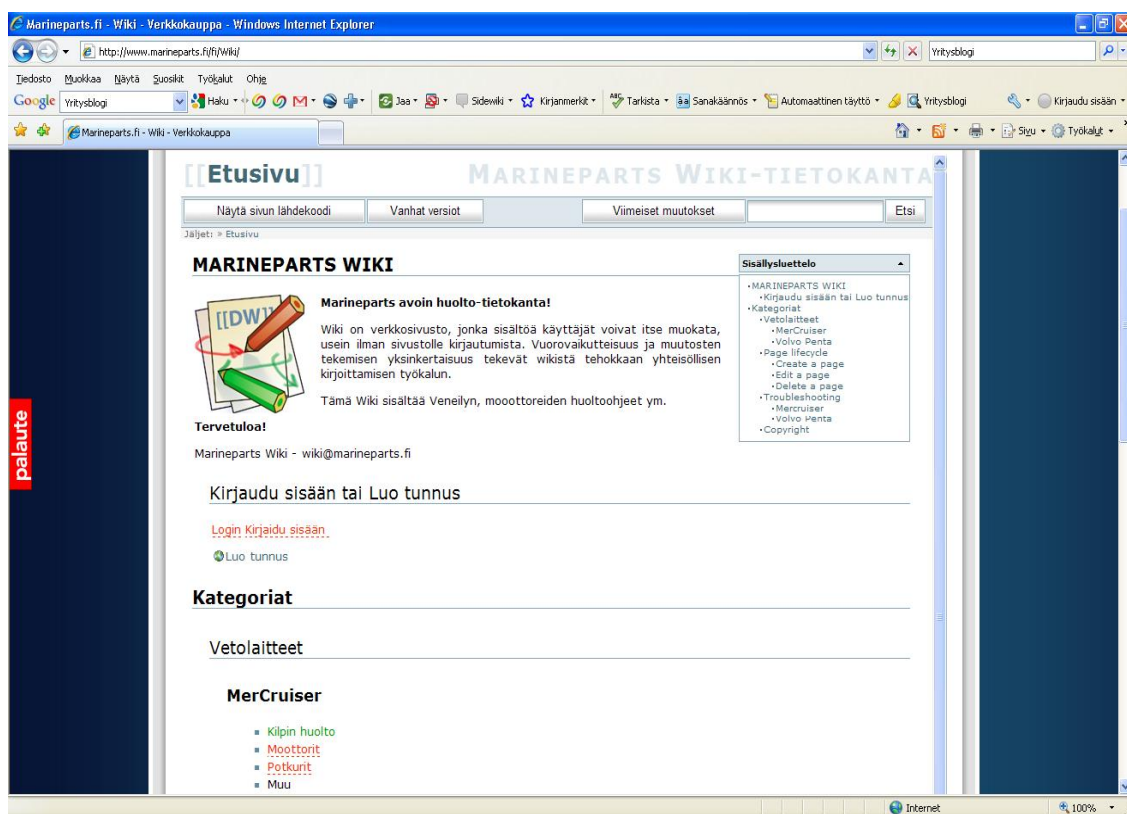 Marineparts.fi - Wiki - Verkkokauppa - Windows Internet Explorer
http://www.marineparts.fi/fi/Wiki/
Yritysblogi
Tiedosto Muokkaa Näytä Suosikit Työkalut Ohje
Google Yritysblogi Haku Jaa Sidewiki Kirjanmerkit Tarkista Sanakäännös Automaattinen täyttö Yritysblogi Kirjaudu sisään
Marineparts.fi - Wiki - Verkkokauppa
Sivu Työkalut
[[Etusivu]] MARINEPARTS WIKI-TIETOKANTA
Näytä sivun lähdekoodi Vanhat versiot Viimeiset muutokset Etsi
Jäljet: > Etusivu
MARINEPARTS WIKI
[[DW]]
Marineparts avoin huolto-tietokanta!
Wiki on verkkosivusto, jonka sisältöä käyttäjät voivat itse muokata,
usein ilman sivustolle kirjautumista. Vuorovaikutteisuus ja muutosten
tekemisen yksinkertaisuus tekevät wikistä tehokkaan yhteisöllisen
kirjoittamisen työkalun.
Tämä Wiki sisältää Veneilyn, mooottoreiden huoltoohjeet ym.
Tervetuloa!
Marineparts Wiki - wiki@marineparts.fi
Sisällysluettelo
MARINEPARTS WIKI
Kirjaudu sisään tai Luo tunnus
Kategoriat
Vetolaitteet
MerCruiser
Volvo Penta
Page lifecycle
Create a page
Edit a page
Delete a page
Troubleshooting
Mercruiser
Volvo Penta
Copyright
palaute
Kirjaudu sisään tai Luo tunnus
Login Kirjaidu sisään
Luo tunnus
Kategoriat
Vetolaitteet
MerCruiser
Kilpin huolto
Moottorit
Potkurit
Muu
Internet 100%